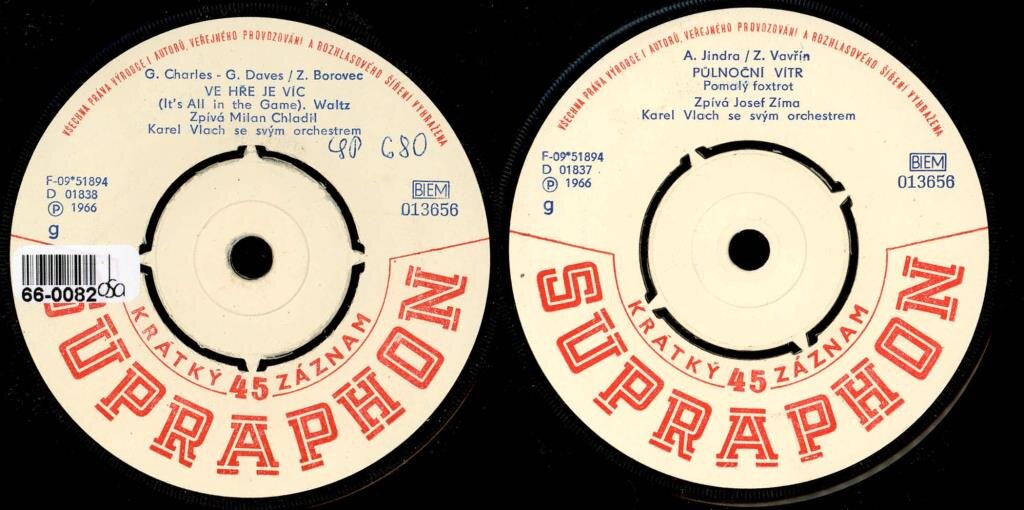 VŠECHNA PRÁVA VÝROBCE I AUTORŮ, VEŘEJNÉHO PROVOZOVÁNÍ A ROZHLASOVÉHO ŠÍŘENÍ VYHRAŽENA
G. Charles - G. Daves / Z. Borovec
VE HŘE JE VÍC
(It's All in the Game). Waltz
Zpívá Milan Chladil
Karel Vlach se svým orchestrem
SP 680
F-09*51894
D 01838
Ⓟ 1966
g
BIEM
013656
66-0082
KRÁTKÝ 45 ZÁZNAM
SUPRAPHON
VŠECHNA PRÁVA VÝROBCE I AUTORŮ, VEŘEJNÉHO PROVOZOVÁNÍ A ROZHLASOVÉHO ŠÍŘENÍ VYHRAŽENA
A. Jindra / Z. Vavřín
PŮLNOČNÍ VÍTR
Pomalý foxtrot
Zpívá Josef Zíma
Karel Vlach se svým orchestrem
F-09*51894
D 01837
Ⓟ 1966
g
BIEM
013656
KRÁTKÝ 45 ZÁZNAM
SUPRAPHON